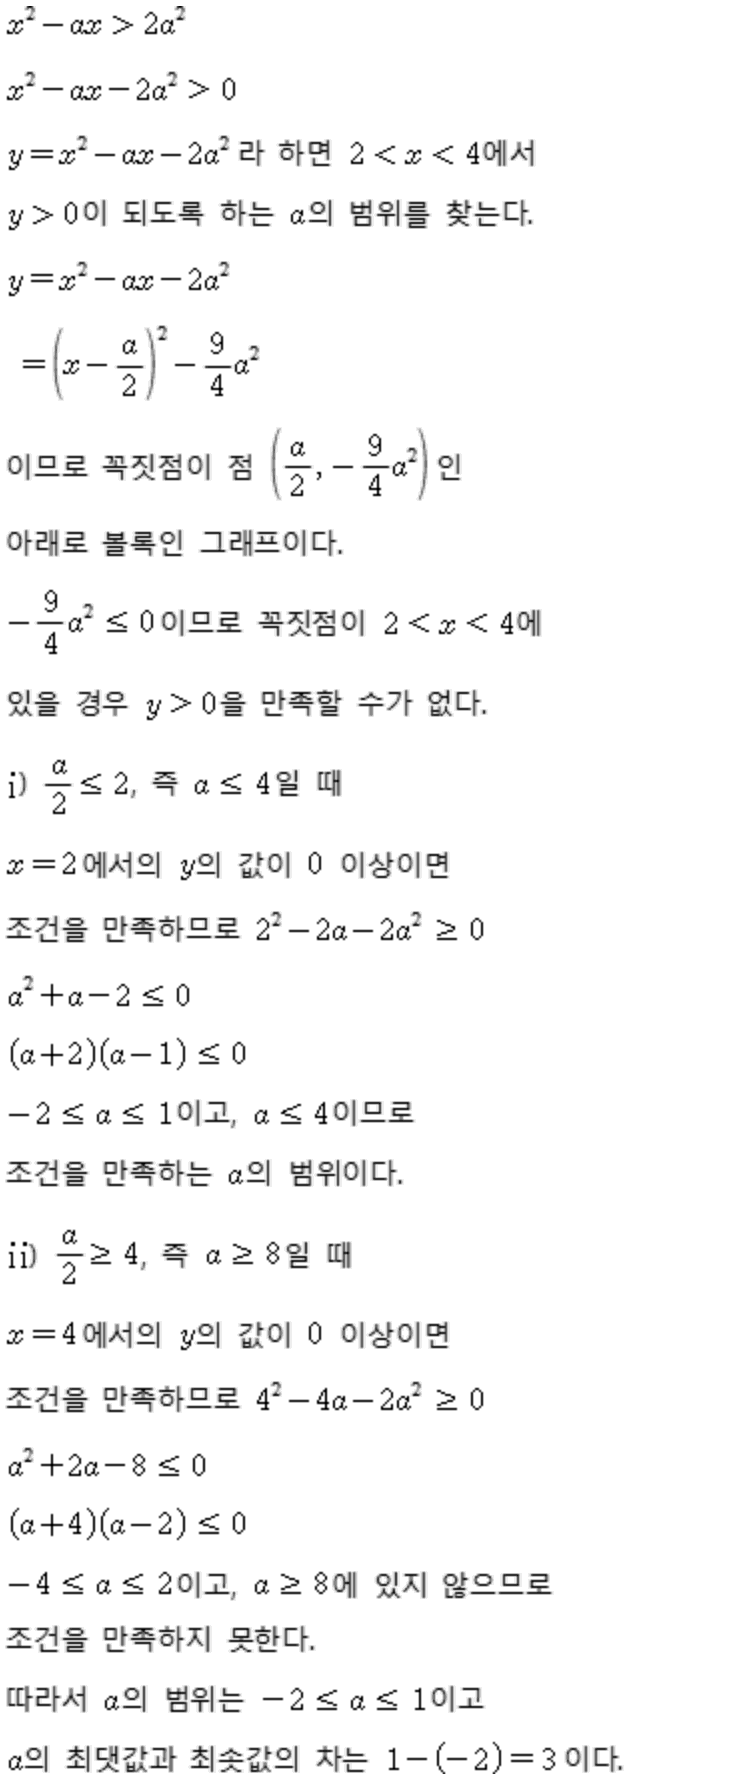 x² − ax > 2a²
x² − ax − 2a² > 0
y = x² − ax − 2a² 라 하면 2 < x < 4에서
y > 0이 되도록 하는 a의 범위를 찾는다.
y = x² − ax − 2a²
= (x − a/2)² − 9/4 a²
이므로 꼭짓점이 점 (a/2, −9/4 a²) 인
아래로 볼록인 그래프이다.
−9/4 a² ≤ 0이므로 꼭짓점이 2 < x < 4에
있을 경우 y > 0을 만족할 수가 없다.
i) a/2 ≤ 2, 즉 a ≤ 4일 때
x = 2에서의 y의 값이 0 이상이면
조건을 만족하므로 2² − 2a − 2a² ≥ 0
a² + a − 2 ≤ 0
(a+2)(a−1) ≤ 0
−2 ≤ a ≤ 1이고, a ≤ 4이므로
조건을 만족하는 a의 범위이다.
ii) a/2 ≥ 4, 즉 a ≥ 8일 때
x = 4에서의 y의 값이 0 이상이면
조건을 만족하므로 4² − 4a − 2a² ≥ 0
a² + 2a − 8 ≤ 0
(a+4)(a−2) ≤ 0
−4 ≤ a ≤ 2이고, a ≥ 8에 있지 않으므로
조건을 만족하지 못한다.
따라서 a의 범위는 −2 ≤ a ≤ 1이고
a의 최댓값과 최솟값의 차는 1−(−2) = 3이다.